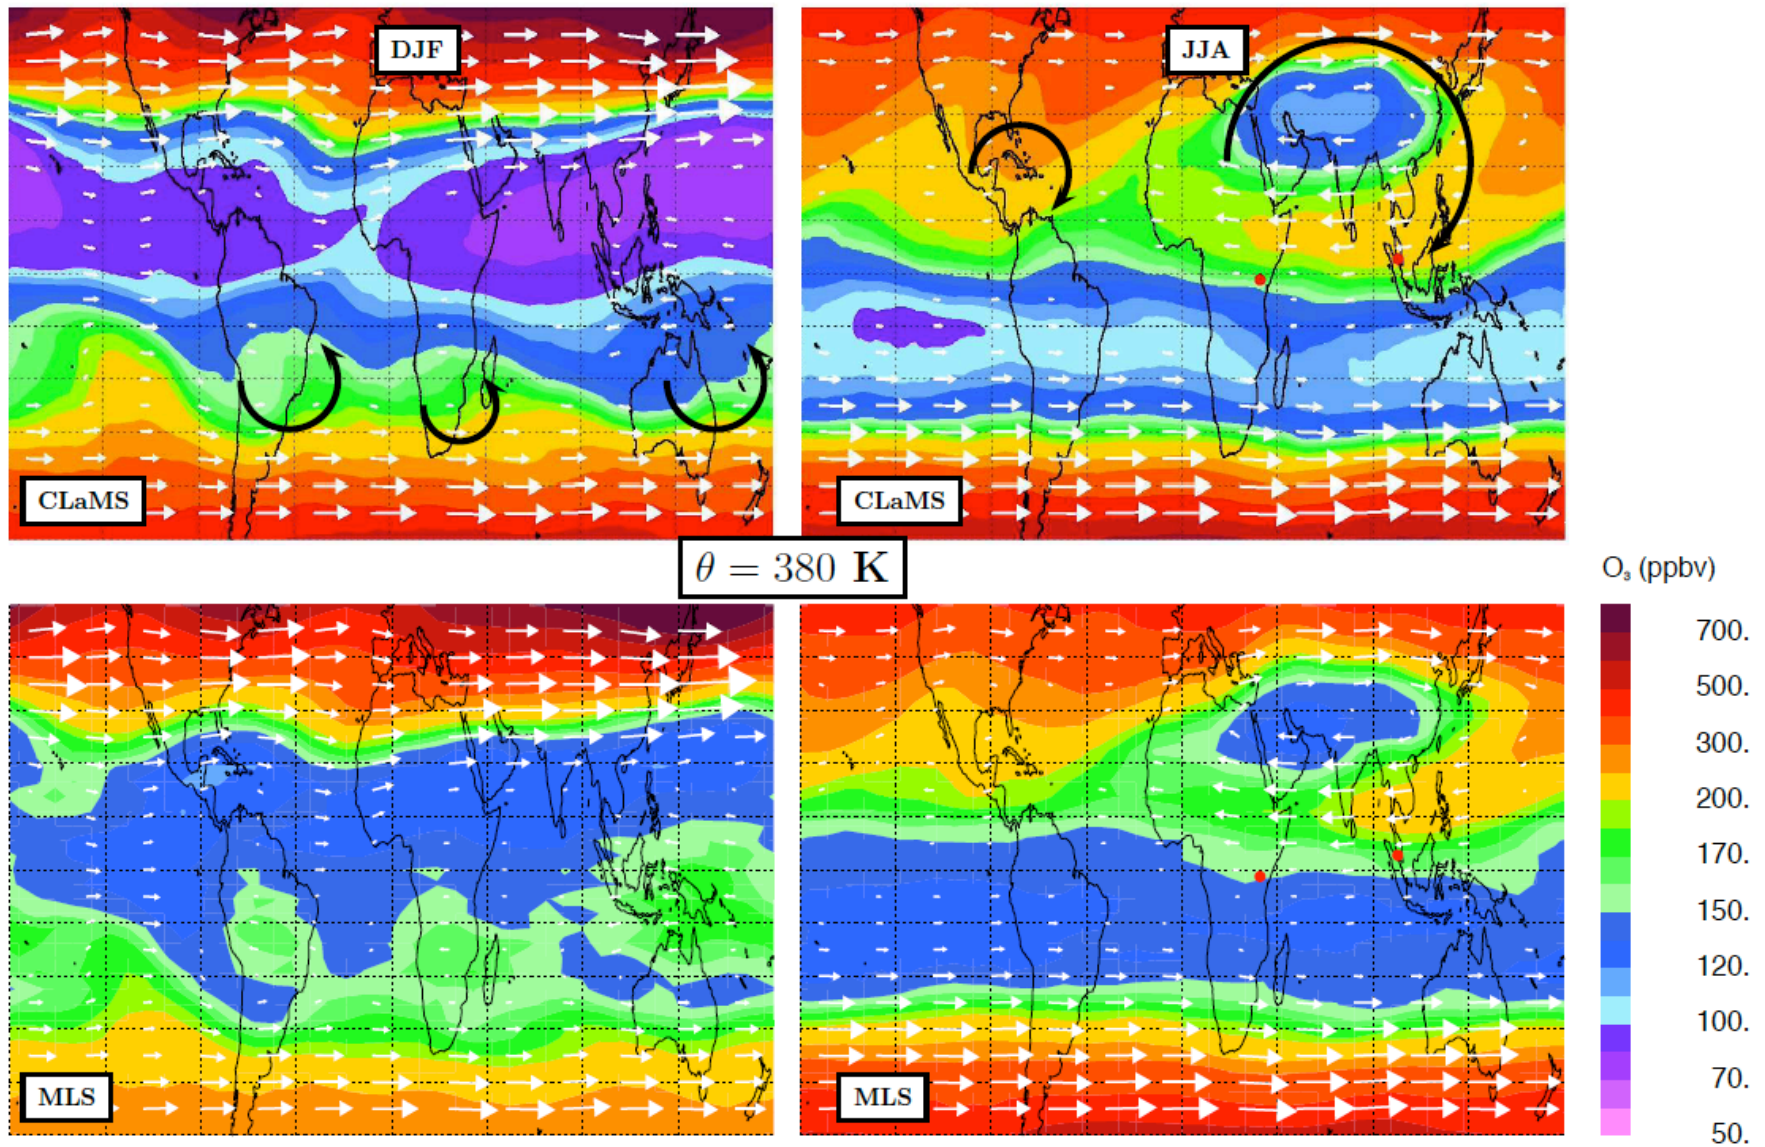 DJF
JJA
CLaMS
CLaMS
θ = 380 K
O₃ (ppbv)
700.
500.
300.
200.
170.
150.
120.
100.
70.
50.
MLS
MLS